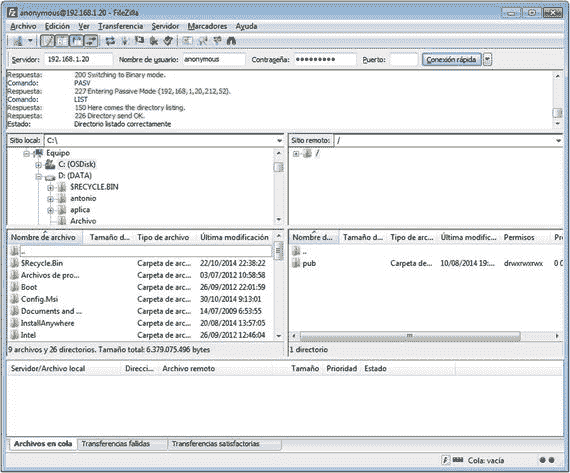 anonymous@192.168.1.20 - FileZilla
Archivo Edición Ver Transferencia Servidor Marcadores Ayuda
Servidor: 192.168.1.20 Nombre de usuario: anonymous Contraseña: ●●●●●●●●● Puerto: Conexión rápida
Respuesta: 200 Switching to Binary mode.
Comando: PASV
Respuesta: 227 Entering Passive Mode (192,168,1,20,212,52).
Comando: LIST
Respuesta: 150 Here comes the directory listing.
Respuesta: 226 Directory send OK.
Estado: Directorio listado correctamente
Sitio local: C:\ Sitio remoto: /
Equipo /
C: (OSDisk)
D: (DATA)
$RECYCLE.BIN
antonio
aplica
Archivo
Nombre de archivo Tamaño d... Tipo de archivo Última modificación Nombre d... Tamaño d... Tipo de arc... Última modific... Permisos Pr
.. ..
$Recycle.Bin Carpeta de arc... 22/10/2014 22:38:22 pub Carpeta de... 10/08/2014 19:... drwxrwxrwx 0 0
Archivos de pro... Carpeta de arc... 03/07/2012 10:58:58
Boot Carpeta de arc... 26/09/2012 22:01:59
Config.Msi Carpeta de arc... 30/10/2014 9:13:01
Documents and ... Carpeta de arc... 14/07/2009 6:53:55
InstallAnywhere Carpeta de arc... 20/08/2014 13:57:05
Intel Carpeta de arc... 26/09/2012 12:46:04
9 archivos y 26 directorios. Tamaño total: 6.379.075.496 bytes 1 directorio
Servidor/Archivo local Direcci... Archivo remoto Tamaño Prioridad Estado
Archivos en cola Transferencias fallidas Transferencias satisfactorias
Cola: vacía